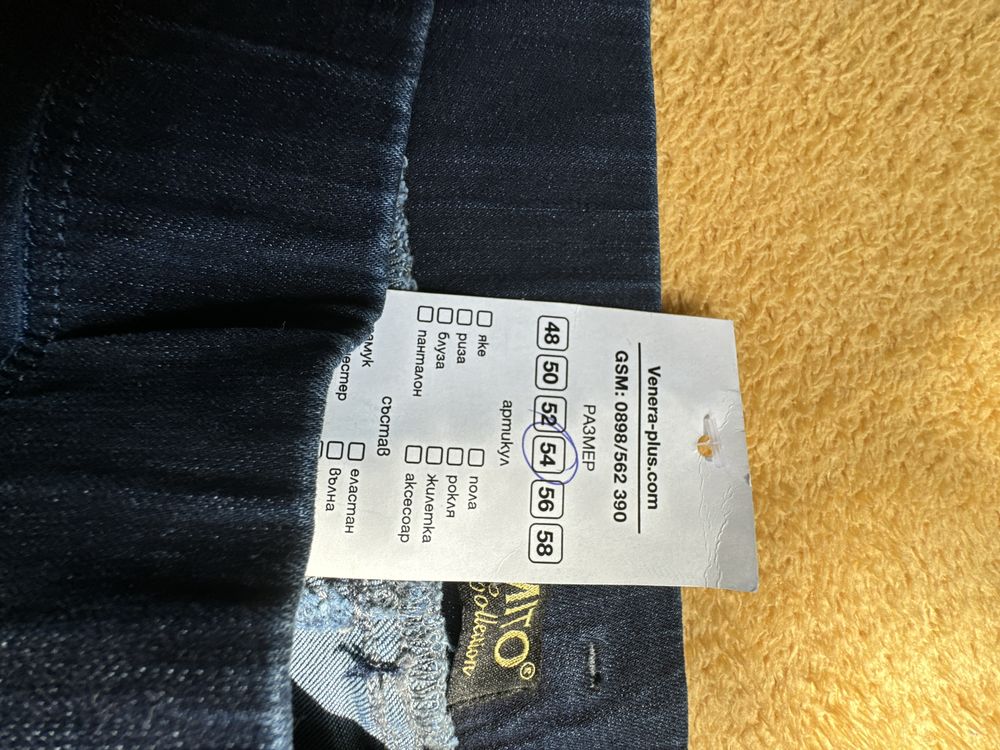 Venera-plus.com
GSM: 0898/562 390
РАЗМЕР
48 50 52 54 56 58
артикул
яке пола
риза рокля
блуза жилетка
панталон аксесоар
състав
еластан
вълна
Collection